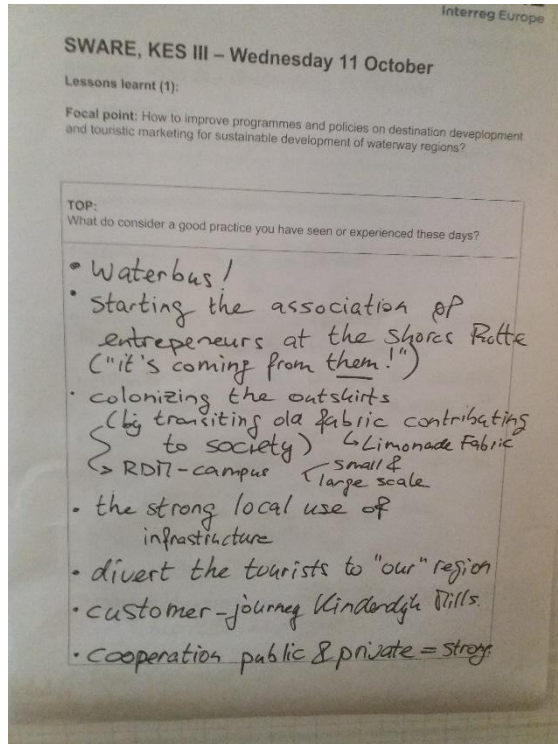 Interreg Europe
SWARE, KES III – Wednesday 11 October
Lessons learnt (1):
Focal point: How to improve programmes and policies on destination deveplopment
and touristic marketing for sustainable development of waterway regions?
TOP:
What do consider a good practice you have seen or experienced these days?
• Waterbus!
• Starting the association of
entrepeneurs at the shores Rotte
("it's coming from them!")
• colonizing the outskirts
(by transiting old fabric contributing
to society) ↳ Limonade Fabric
↳ RDM-campus small &
large scale
• the strong local use of
infrastructure
• divert the tourists to "our" region
• customer-journey Kinderdijk Mills.
• cooperation public & private = strong